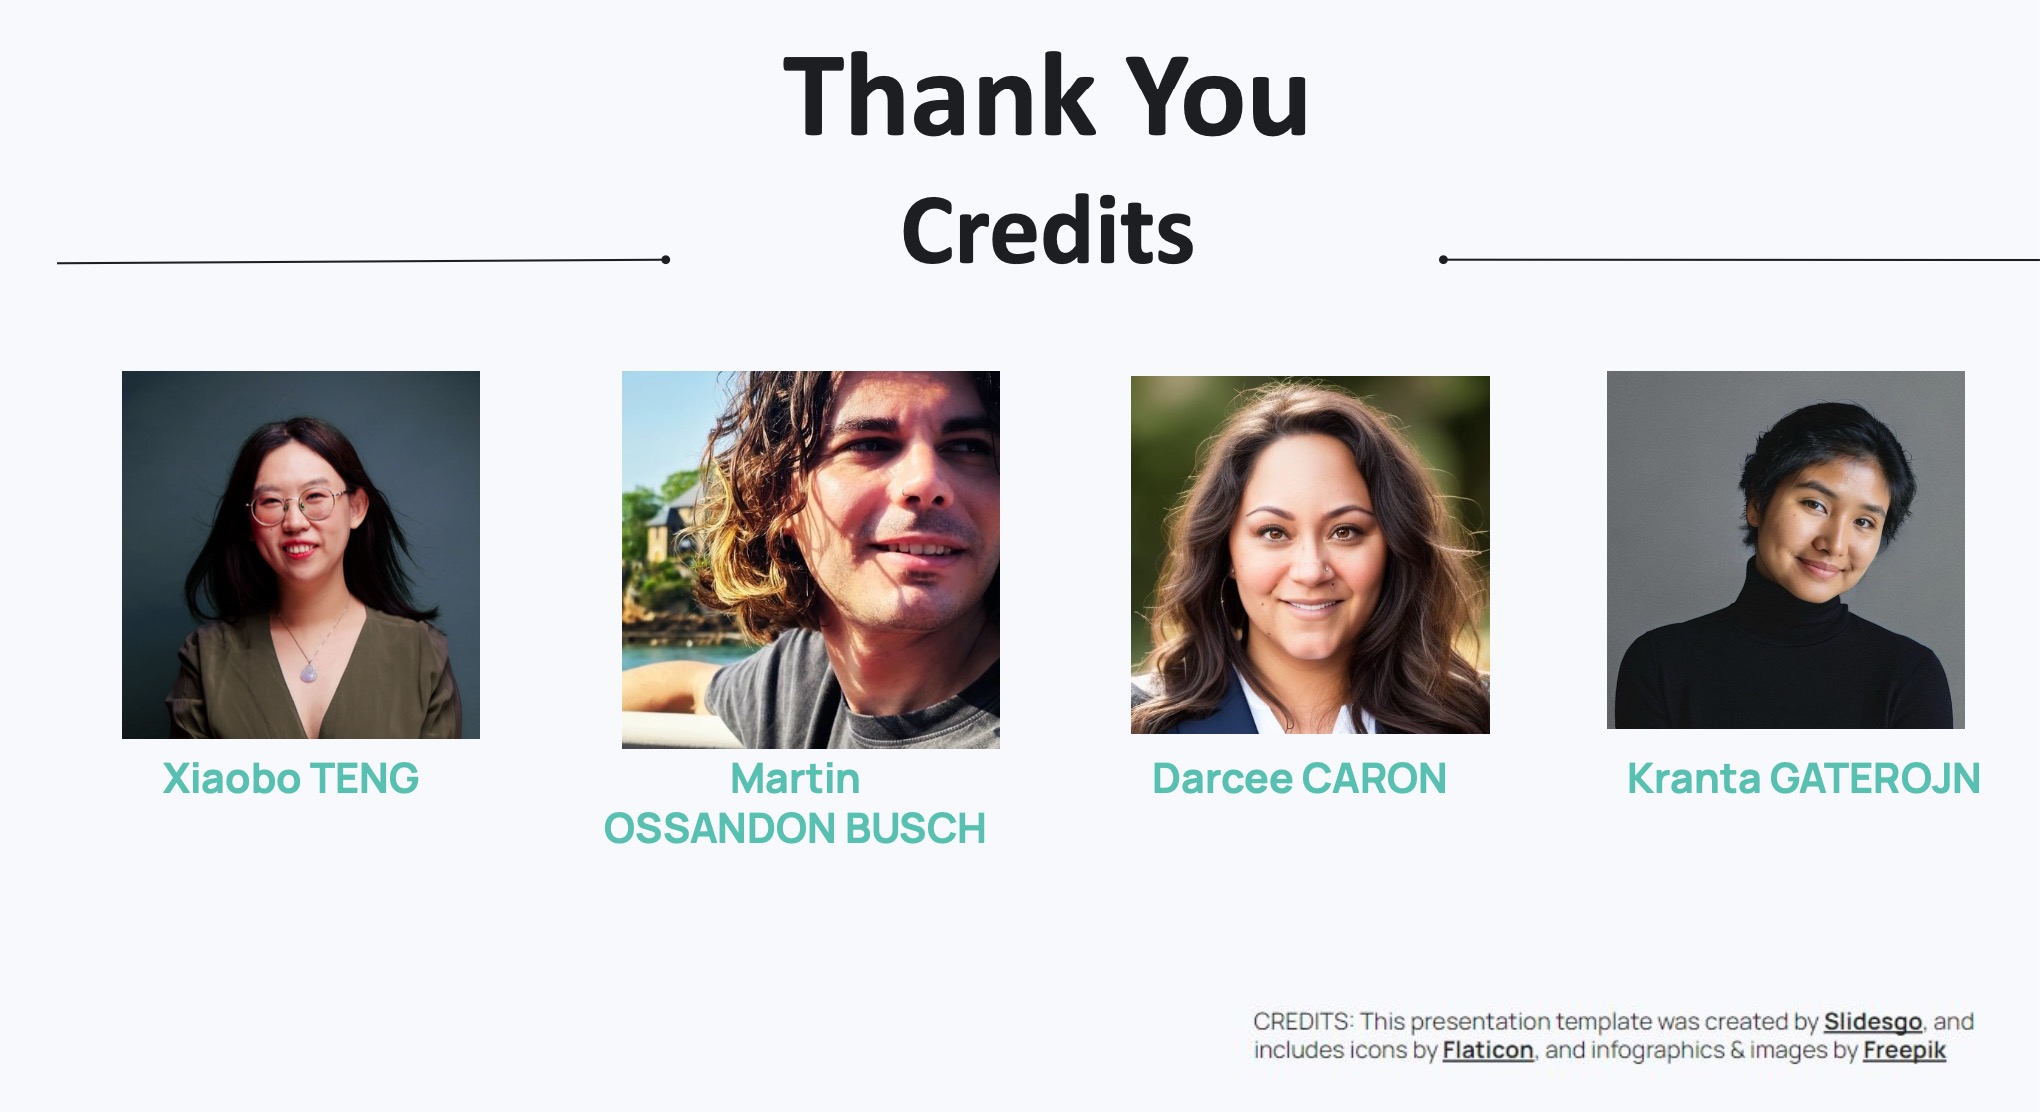 Thank You
Credits
Xiaobo TENG
Martin
OSSANDON BUSCH
Darcee CARON
Kranta GATEROJN
CREDITS: This presentation template was created by Slidesgo, and
includes icons by Flaticon, and infographics & images by Freepik